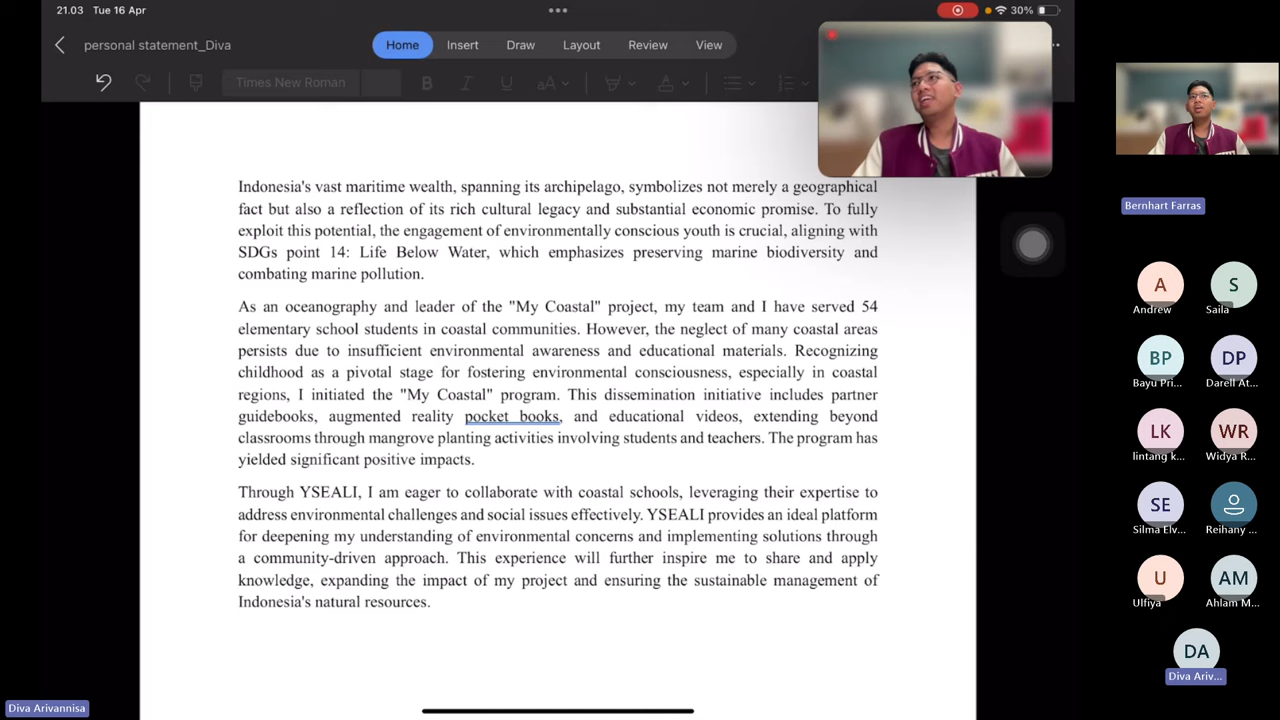 21.03 Tue 16 Apr
30%
personal statement_Diva
Home Insert Draw Layout Review View
Times New Roman
B I U aA A
Indonesia's vast maritime wealth, spanning its archipelago, symbolizes not merely a geographical
fact but also a reflection of its rich cultural legacy and substantial economic promise. To fully
exploit this potential, the engagement of environmentally conscious youth is crucial, aligning with
SDGs point 14: Life Below Water, which emphasizes preserving marine biodiversity and
combating marine pollution.
As an oceanography and leader of the "My Coastal" project, my team and I have served 54
elementary school students in coastal communities. However, the neglect of many coastal areas
persists due to insufficient environmental awareness and educational materials. Recognizing
childhood as a pivotal stage for fostering environmental consciousness, especially in coastal
regions, I initiated the "My Coastal" program. This dissemination initiative includes partner
guidebooks, augmented reality pocket books, and educational videos, extending beyond
classrooms through mangrove planting activities involving students and teachers. The program has
yielded significant positive impacts.
Through YSEALI, I am eager to collaborate with coastal schools, leveraging their expertise to
address environmental challenges and social issues effectively. YSEALI provides an ideal platform
for deepening my understanding of environmental concerns and implementing solutions through
a community-driven approach. This experience will further inspire me to share and apply
knowledge, expanding the impact of my project and ensuring the sustainable management of
Indonesia's natural resources.
Diva Arivannisa
Bernhart Farras
A S
Andrew Saila
BP DP
Bayu Pri... Darell At...
LK WR
lintang k... Widya R...
SE
Silma Elv... Reihany ...
U AM
Ulfiya Ahlam M...
DA
Diva Ariv...